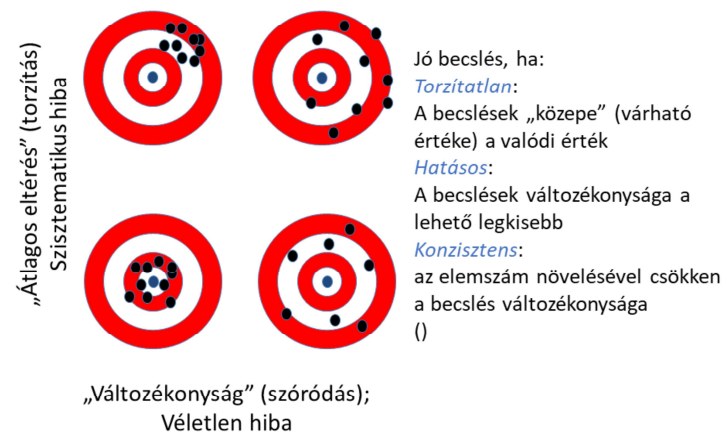 „Átlagos eltérés” (torzítás)
Szisztematikus hiba
Jó becslés, ha:
Torzítatlan:
A becslések „közepe” (várható
értéke) a valódi érték
Hatásos:
A becslések változékonysága a
lehető legkisebb
Konzisztens:
az elemszám növelésével csökken
a becslés változékonysága
()
„Változékonyság” (szóródás);
Véletlen hiba